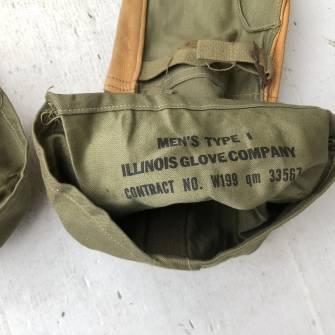 MEN'S TYPE I
ILLINOIS GLOVE COMPANY
CONTRACT NO. W199 qm 33567